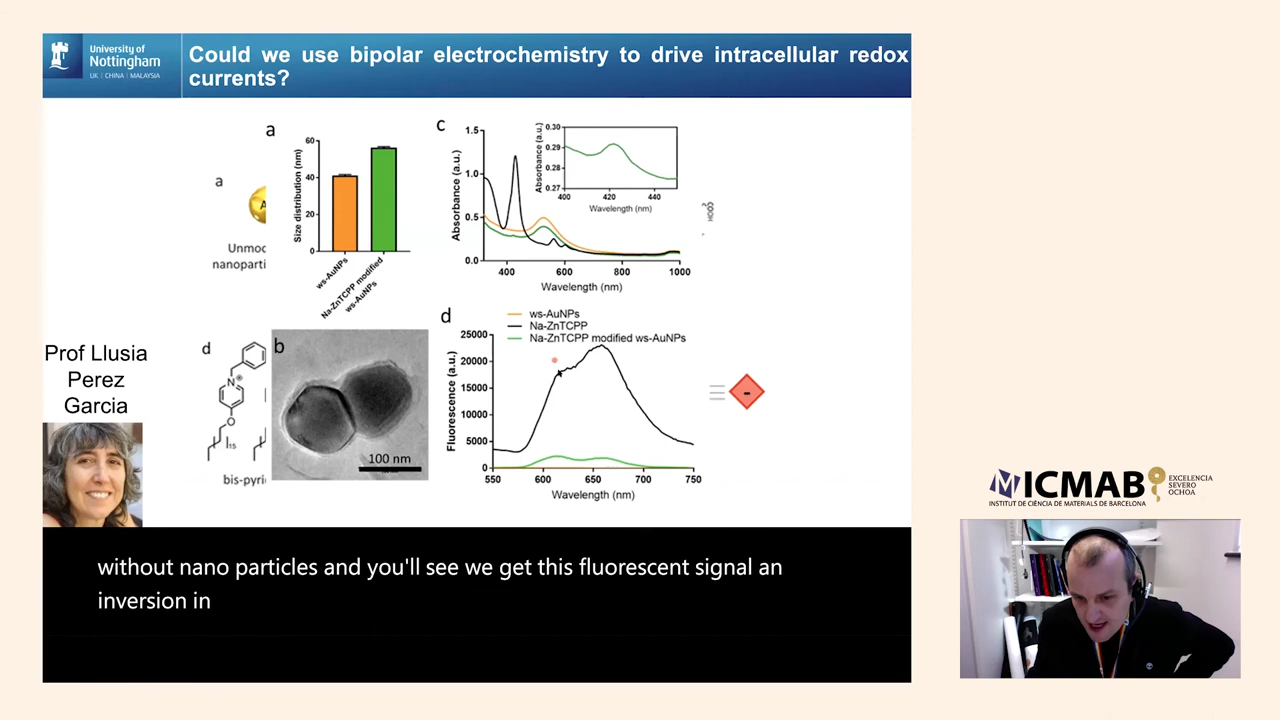 University of
Nottingham
UK | CHINA | MALAYSIA
Could we use bipolar electrochemistry to drive intracellular redox
currents?
a
Unmod
nanoparti
a
Size distribution (nm)
60
40
20
0
ws-AuNPs
Na-ZnTCPP modified
ws-AuNPs
c
Absorbance (a.u.)
1.5
1.0
0.5
0.0
400
600
800
1000
Wavelength (nm)
Absorbance (a.u.)
0.30
0.29
0.28
0.27
400
420
440
Wavelength (nm)
COOH
Prof Llusia
Perez
Garcia
d
N
O
15
bis-pyri
b
100 nm
d
ws-AuNPs
Na-ZnTCPP
Na-ZnTCPP modified ws-AuNPs
Fluorescence (a.u.)
25000
20000
15000
10000
5000
0
550
600
650
700
750
Wavelength (nm)
-
without nano particles and you'll see we get this fluorescent signal an
inversion in
ICMAB
INSTITUT DE CIÈNCIA DE MATERIALS DE BARCELONA
EXCELENCIA
SEVERO
OCHOA